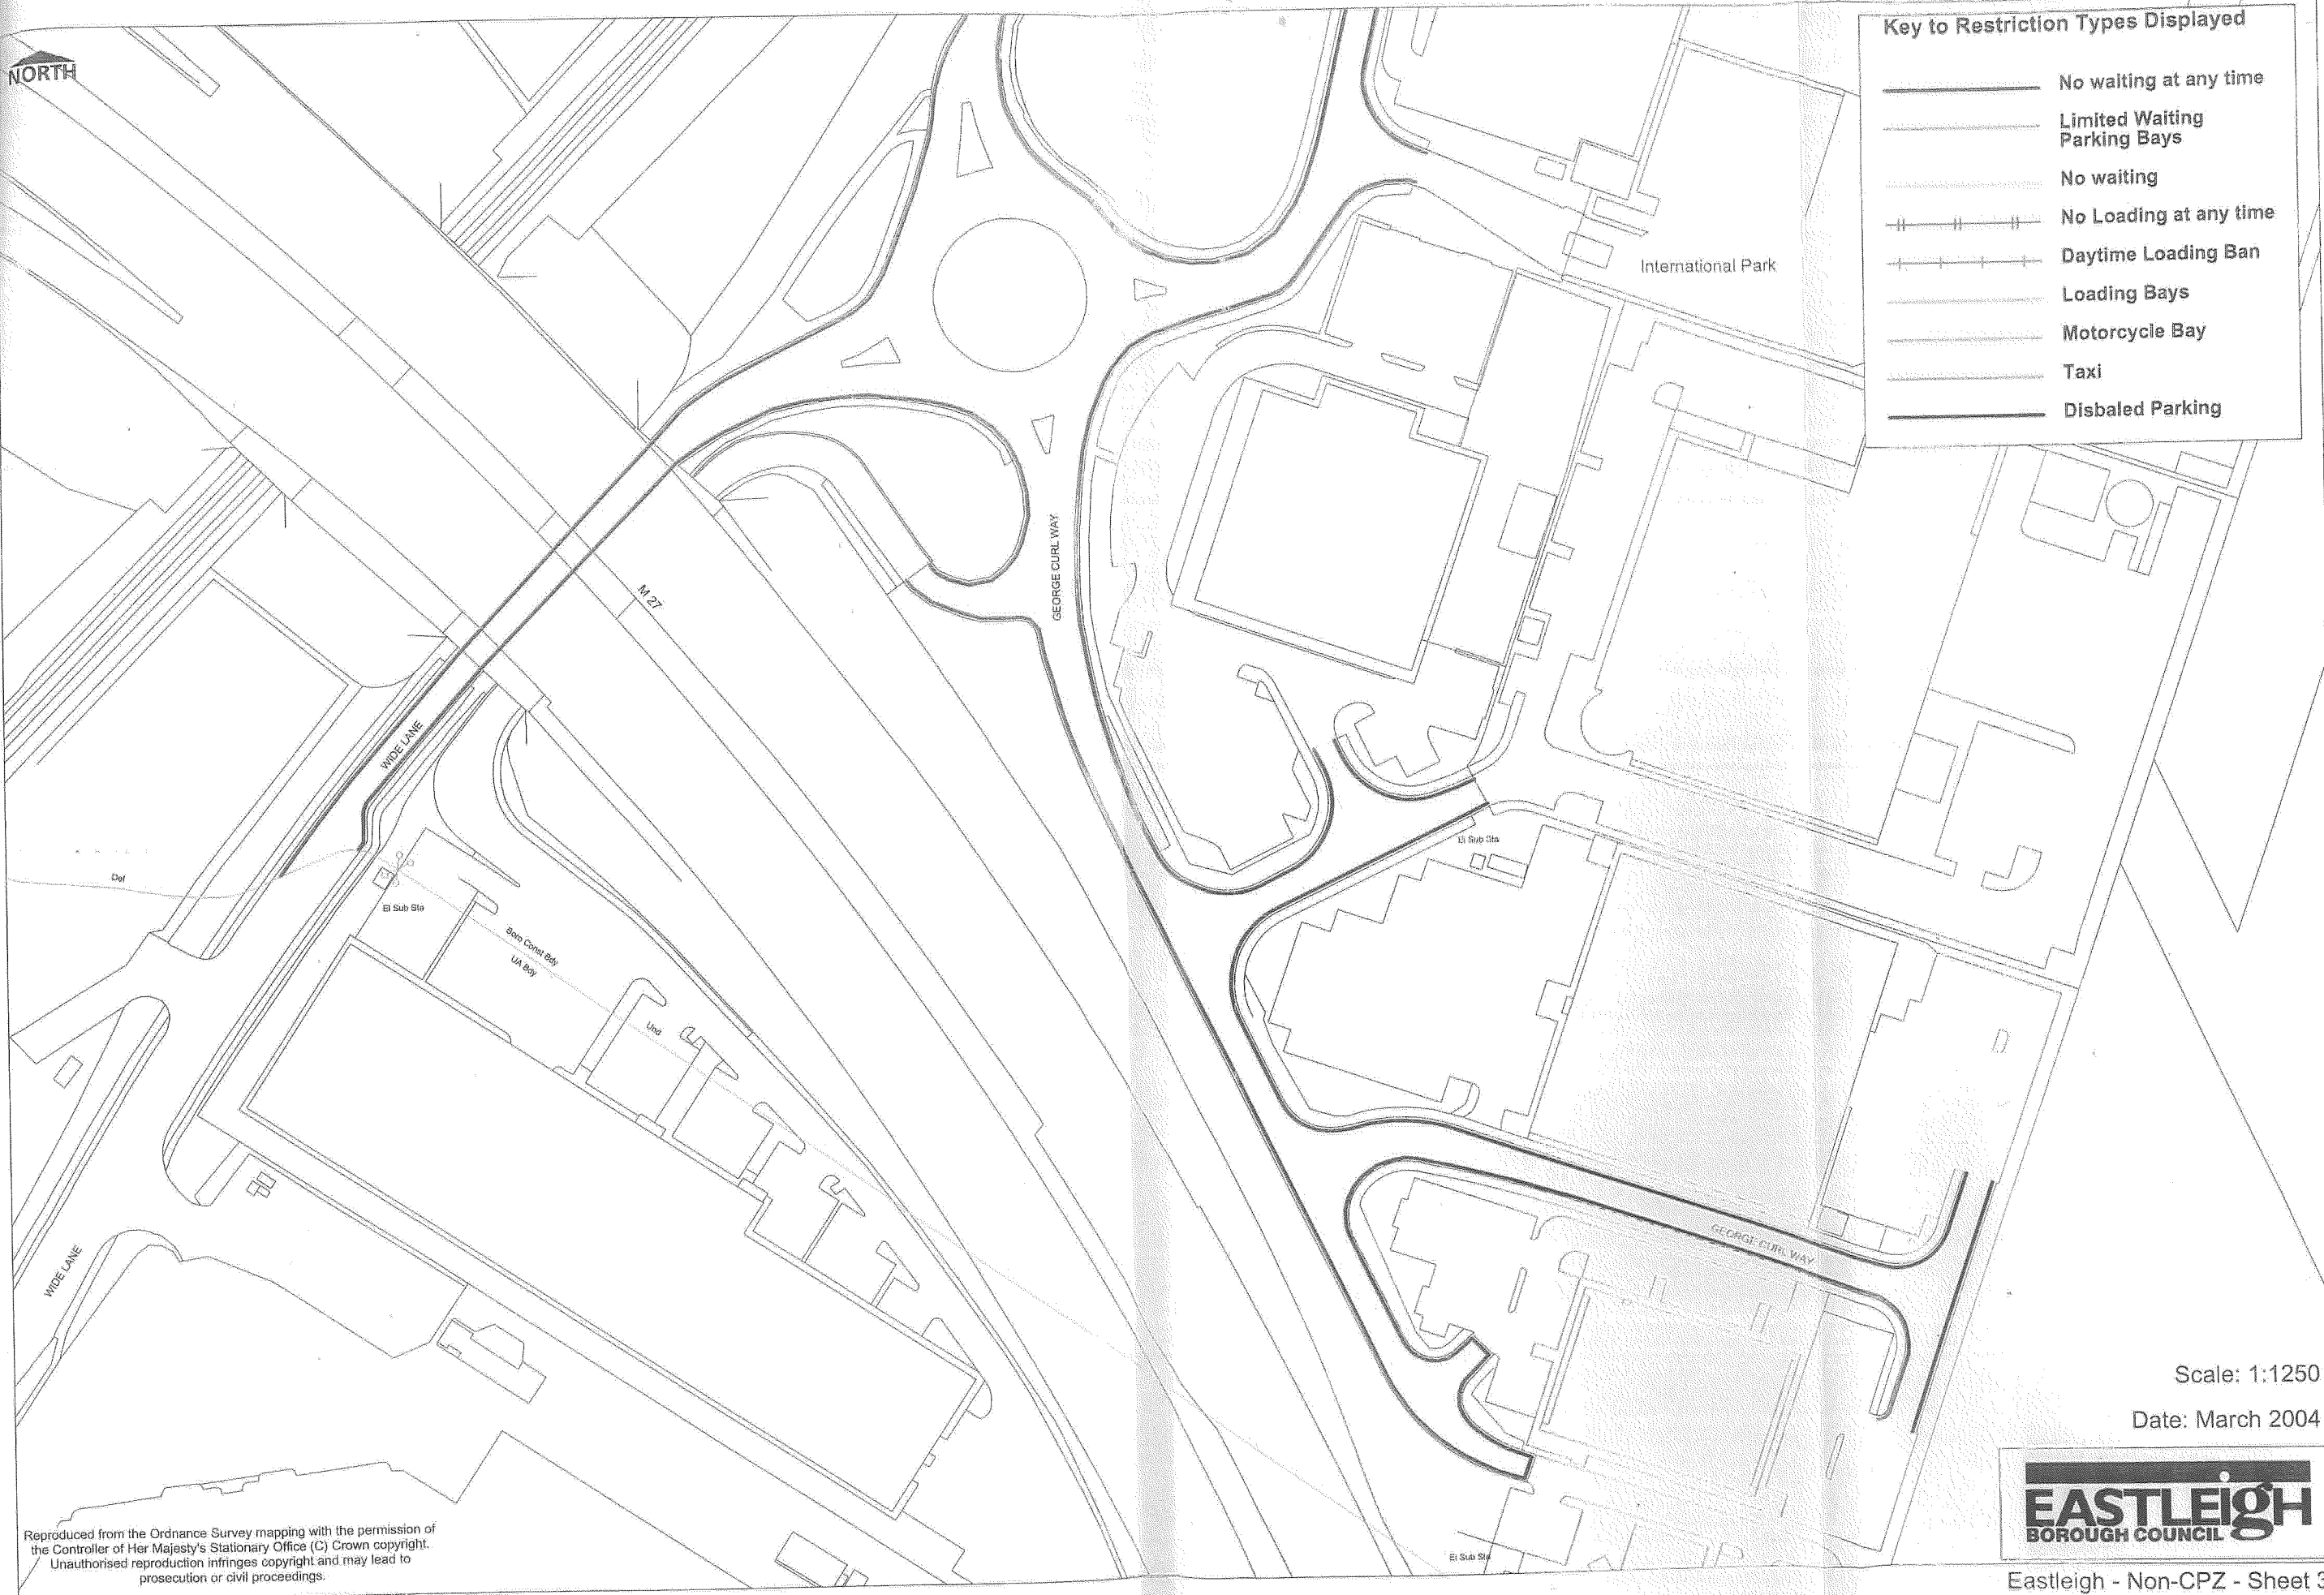 NORTH
Key to Restriction Types Displayed
No waiting at any time
Limited Waiting
Parking Bays
No waiting
No Loading at any time
Daytime Loading Ban
Loading Bays
Motorcycle Bay
Taxi
Disbaled Parking
International Park
GEORGE CURL WAY
M 27
WIDE LANE
El Sub Sta
Def
El Sub Sta
Boro Const Bdy
UA Bdy
Und
GEORGE CURL WAY
WIDE LANE
Scale: 1:1250
Date: March 2004
EASTLEIGH
BOROUGH COUNCIL
Reproduced from the Ordnance Survey mapping with the permission of
the Controller of Her Majesty's Stationary Office (C) Crown copyright.
Unauthorised reproduction infringes copyright and may lead to
prosecution or civil proceedings.
El Sub Sta
Eastleigh - Non-CPZ - Sheet